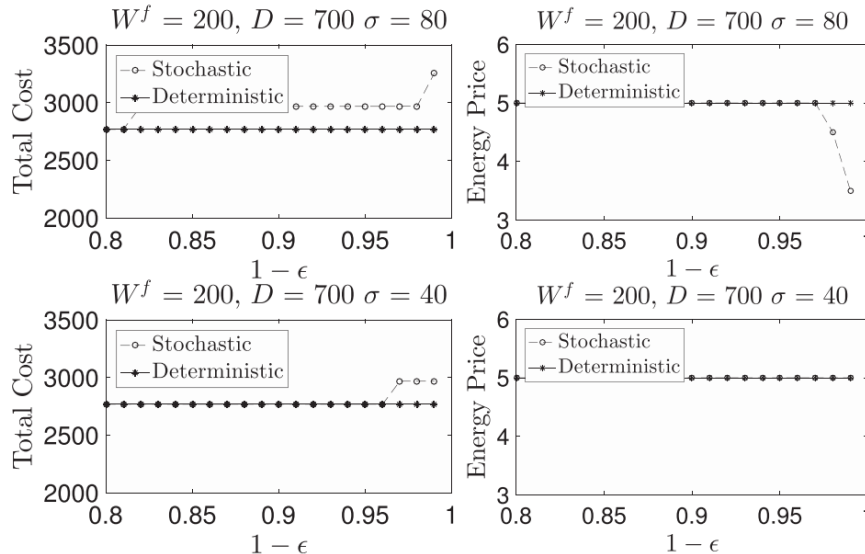 W^f = 200, D = 700 σ = 80
3500
3000
2500
2000
Total Cost
Stochastic
Deterministic
0.8 0.85 0.9 0.95 1
1 − ϵ
W^f = 200, D = 700 σ = 80
6
5
4
3
Energy Price
Stochastic
Deterministic
0.8 0.85 0.9 0.95 1
1 − ϵ
W^f = 200, D = 700 σ = 40
3500
3000
2500
2000
Total Cost
Stochastic
Deterministic
0.8 0.85 0.9 0.95 1
1 − ϵ
W^f = 200, D = 700 σ = 40
6
5
4
3
Energy Price
Stochastic
Deterministic
0.8 0.85 0.9 0.95 1
1 − ϵ